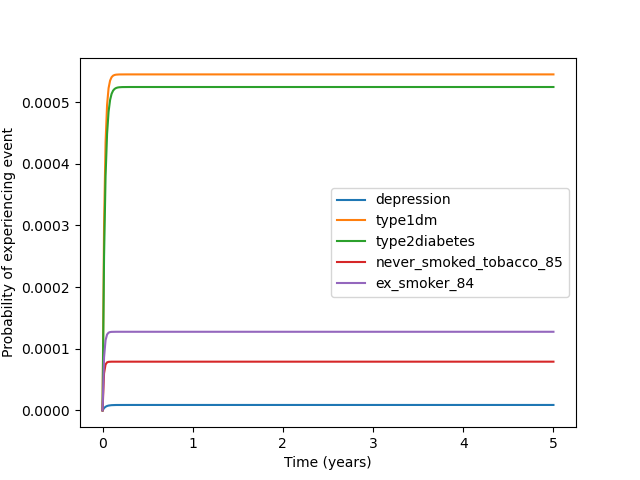 Probability of experiencing event
0.0005
0.0004
0.0003
0.0002
0.0001
0.0000
depression
type1dm
type2diabetes
never_smoked_tobacco_85
ex_smoker_84
0 1 2 3 4 5
Time (years)